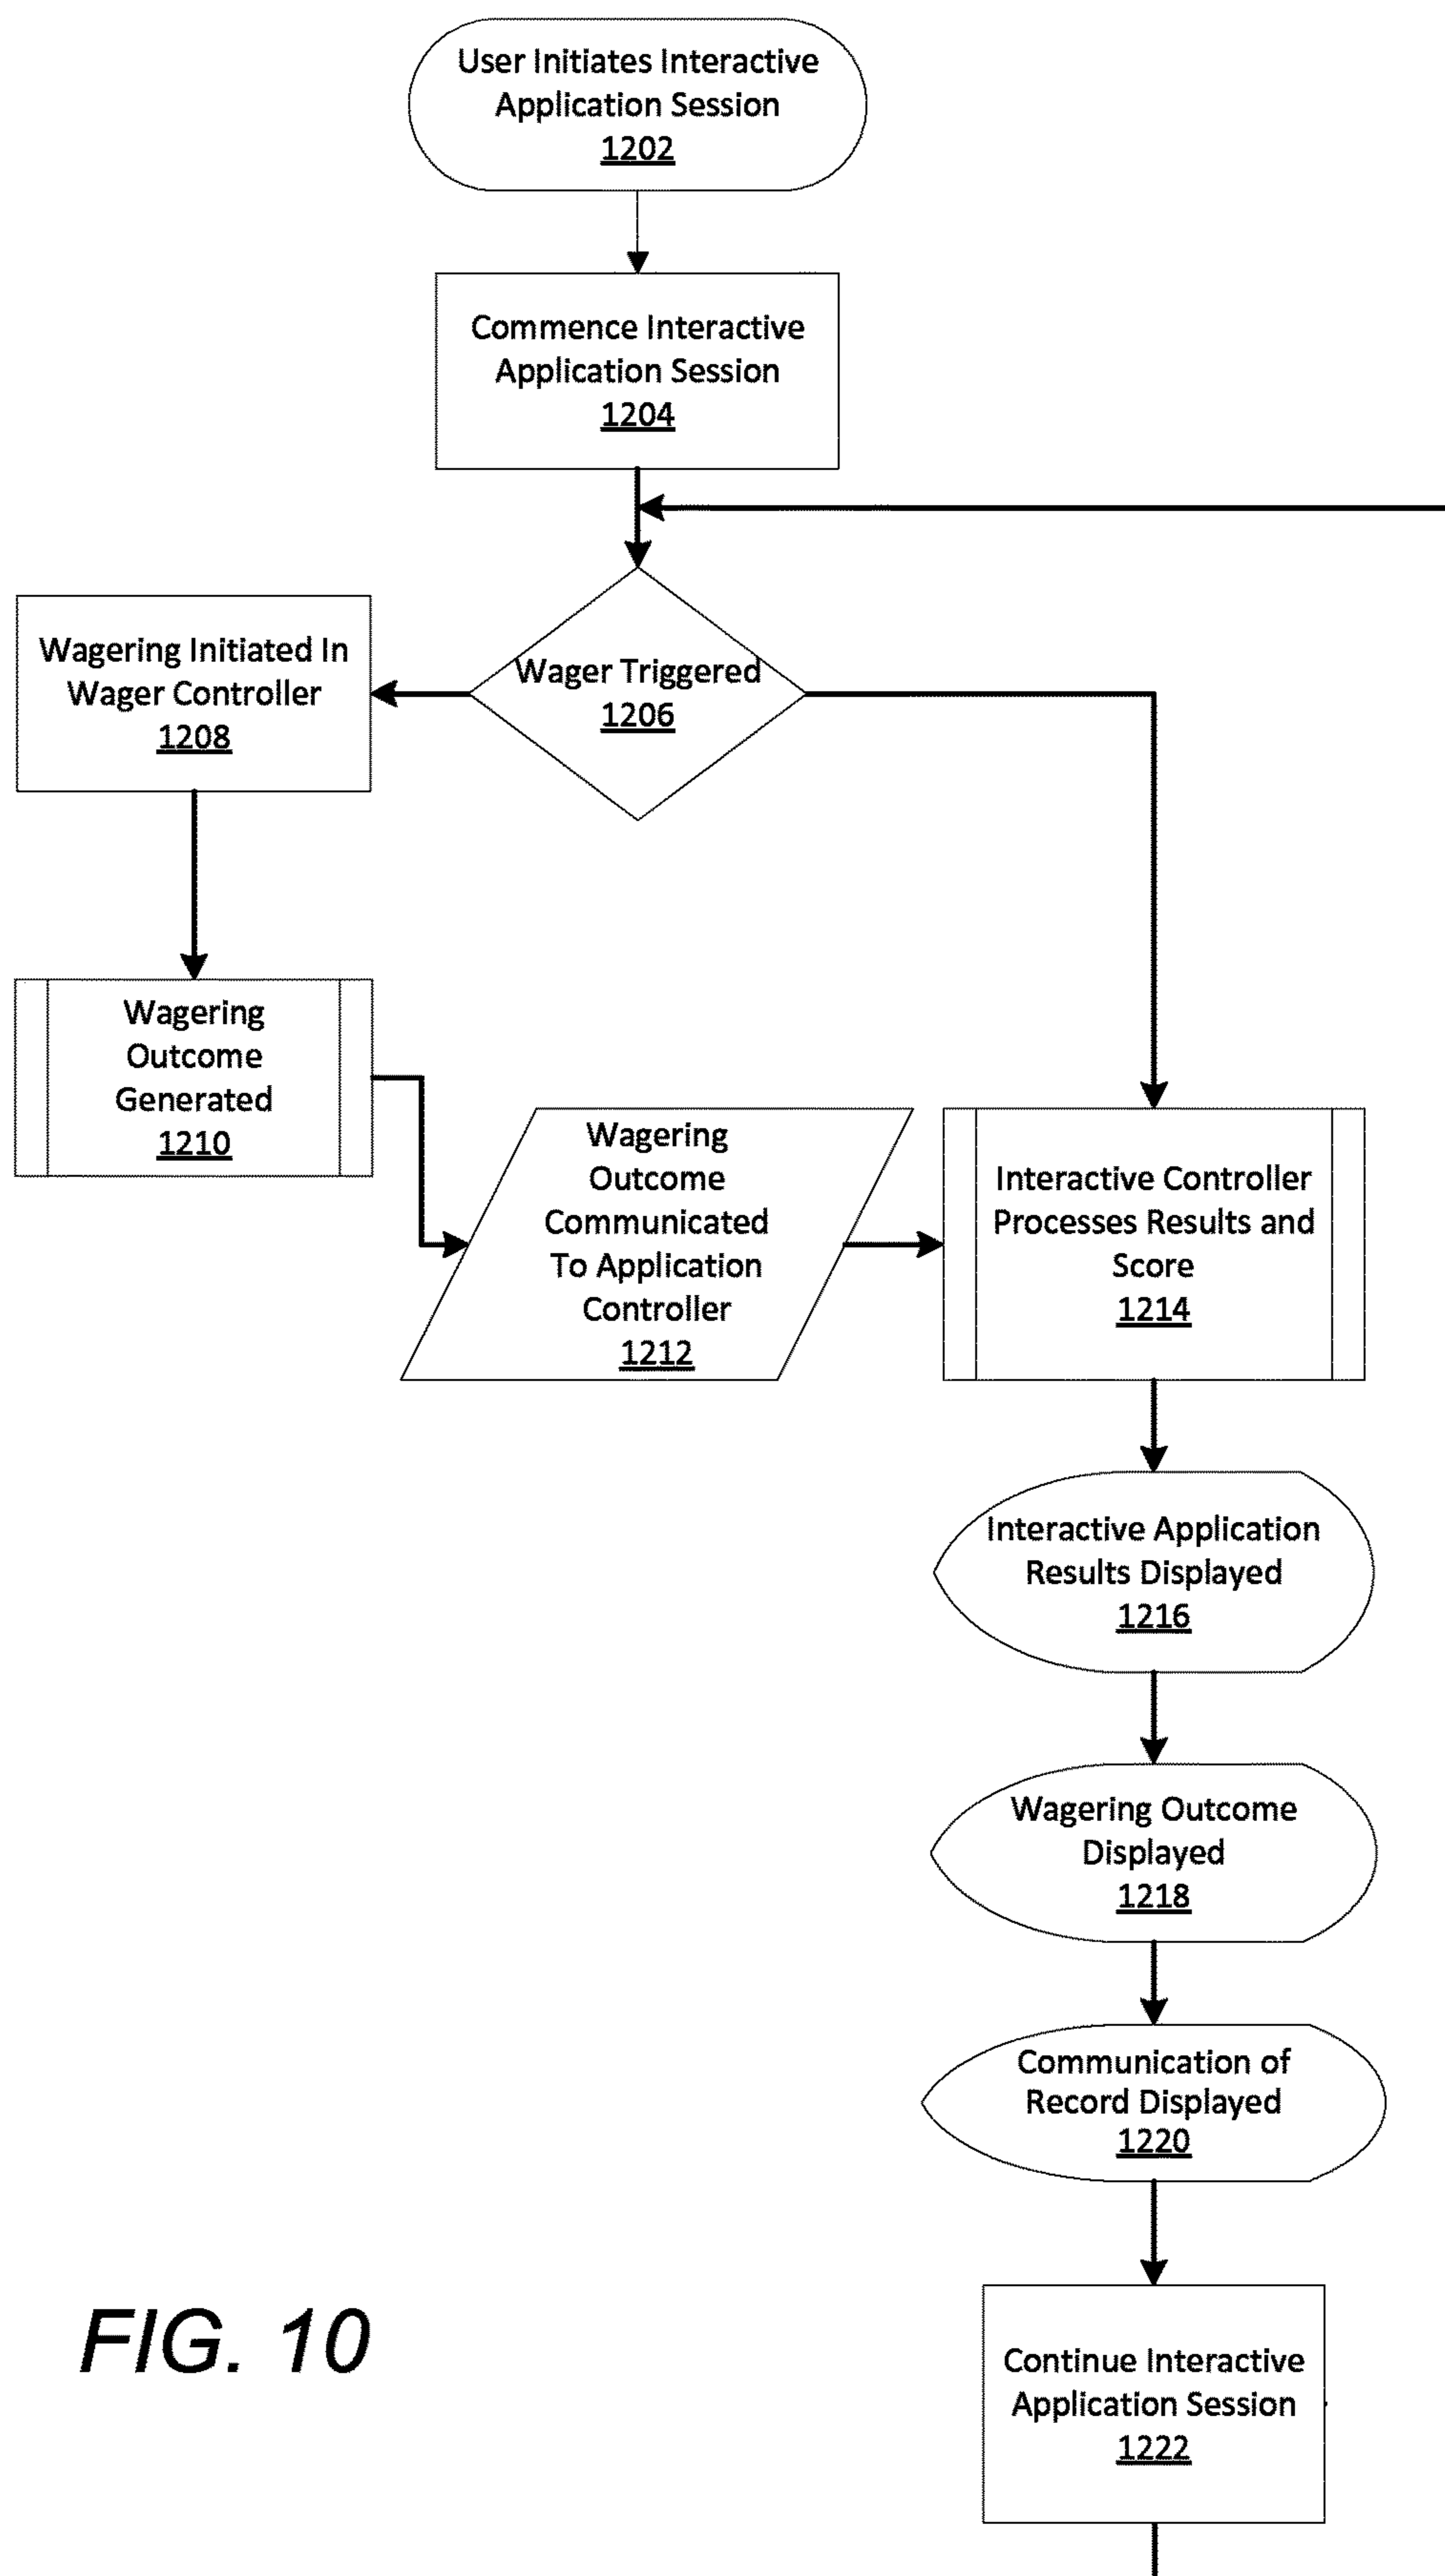 User Initiates Interactive
Application Session
1202
Commence Interactive
Application Session
1204
Wager Triggered
1206
Wagering Initiated In
Wager Controller
1208
Wagering
Outcome
Generated
1210
Wagering
Outcome
Communicated
To Application
Controller
1212
Interactive Controller
Processes Results and
Score
1214
Interactive Application
Results Displayed
1216
Wagering Outcome
Displayed
1218
Communication of
Record Displayed
1220
Continue Interactive
Application Session
1222
FIG. 10